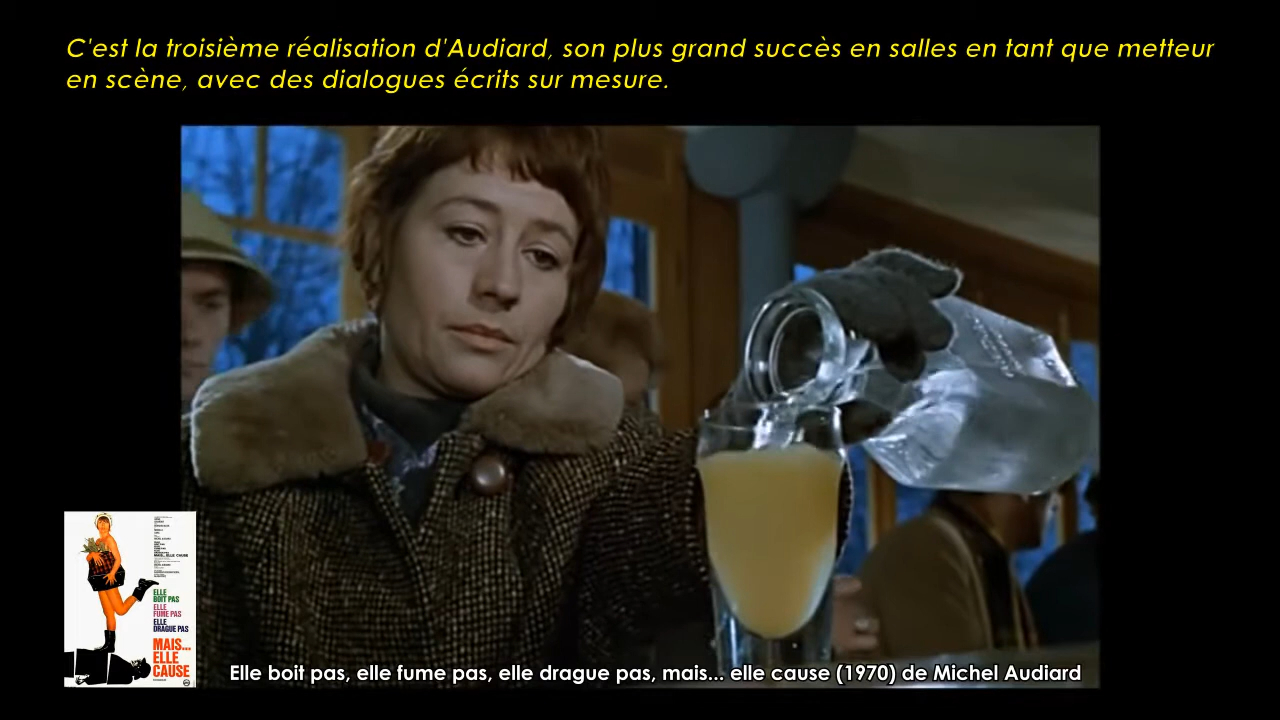 C'est la troisième réalisation d'Audiard, son plus grand succès en salles en tant que metteur
en scène, avec des dialogues écrits sur mesure.
ELLE
BOIT PAS
ELLE
FUME PAS
ELLE
DRAGUE PAS
MAIS...
ELLE
CAUSE
Elle boit pas, elle fume pas, elle drague pas, mais... elle cause (1970) de Michel Audiard